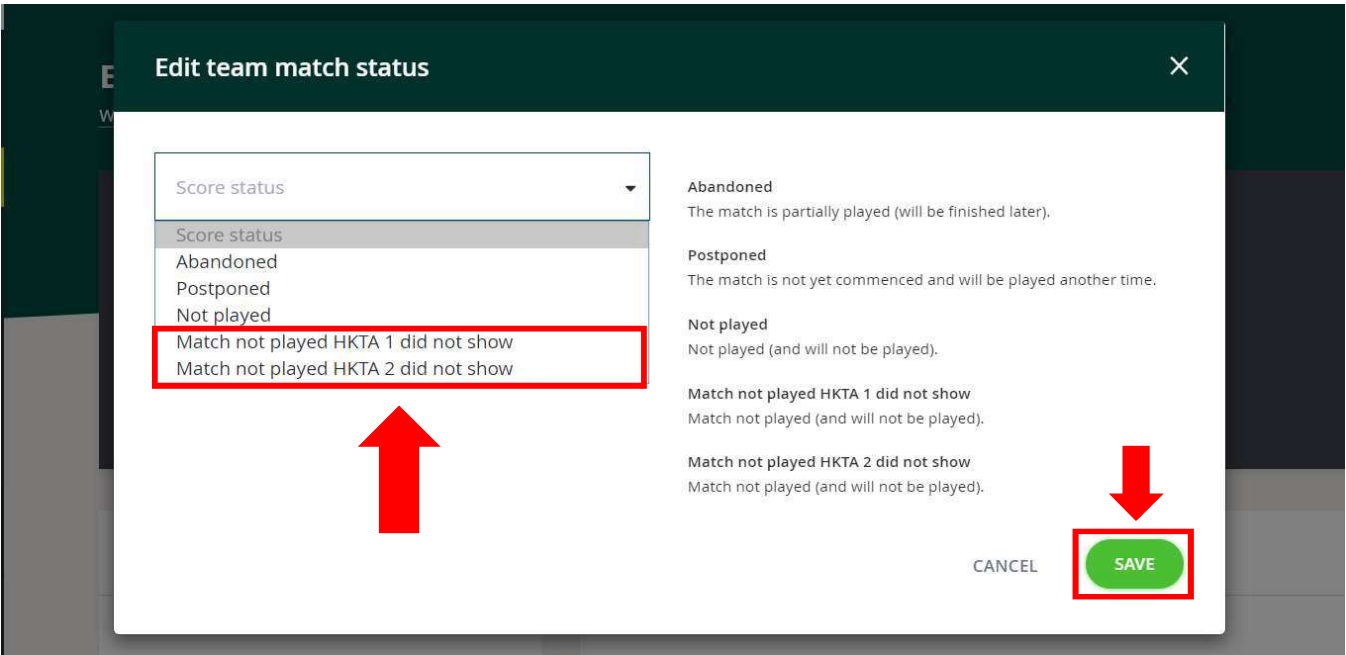 E
Edit team match status
W
Score status
Score status
Abandoned
Postponed
Not played
Match not played HKTA 1 did not show
Match not played HKTA 2 did not show
Abandoned
The match is partially played (will be finished later).
Postponed
The match is not yet commenced and will be played another time.
Not played
Not played (and will not be played).
Match not played HKTA 1 did not show
Match not played (and will not be played).
Match not played HKTA 2 did not show
Match not played (and will not be played).
CANCEL
SAVE